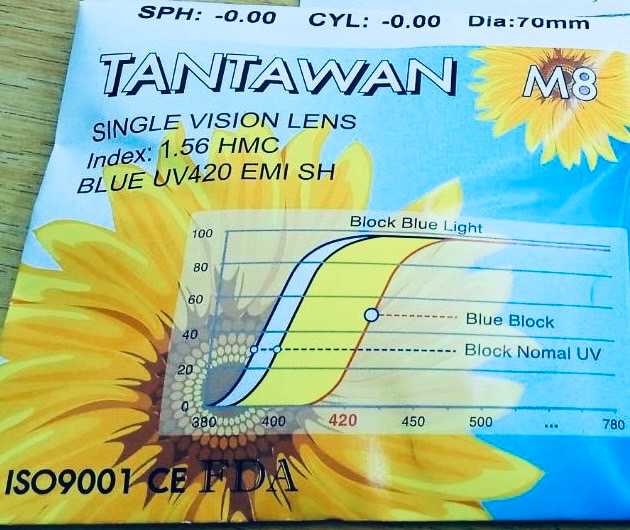 SPH: -0.00 CYL: -0.00 Dia:70mm
TANTAWAN M8
SINGLE VISION LENS
Index: 1.56 HMC
BLUE UV420 EMI SH
Block Blue Light
100
80
60
40
20
0
Blue Block
Block Nomal UV
380 400 420 450 500 ... 780
ISO9001 CE FDA